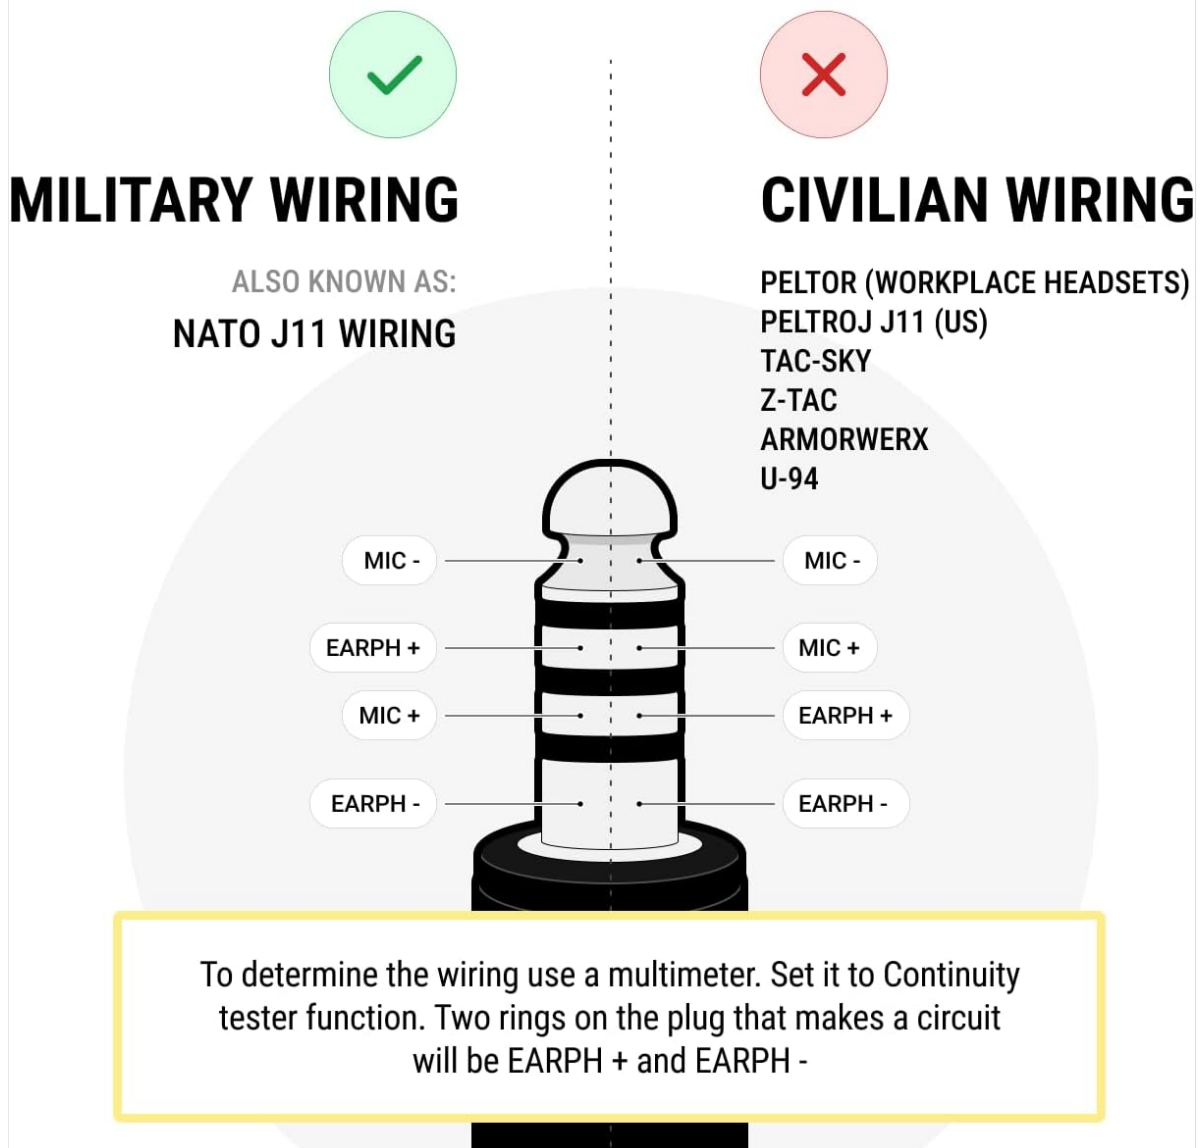 MILITARY WIRING
ALSO KNOWN AS:
NATO J11 WIRING
CIVILIAN WIRING
PELTOR (WORKPLACE HEADSETS)
PELTROJ J11 (US)
TAC-SKY
Z-TAC
ARMORWERX
U-94
MIC -
EARPH +
MIC +
EARPH -
MIC -
MIC +
EARPH +
EARPH -
To determine the wiring use a multimeter. Set it to Continuity
tester function. Two rings on the plug that makes a circuit
will be EARPH + and EARPH -